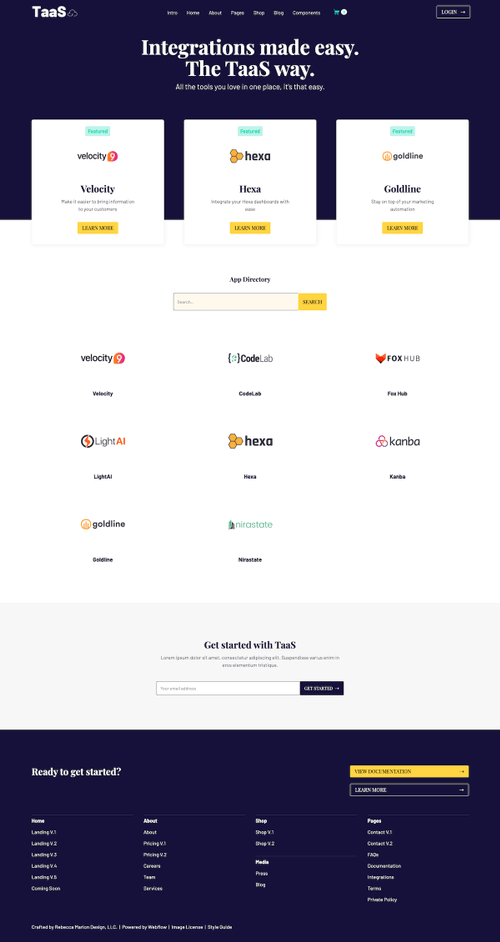 TaaS
Intro Home About Pages Shop Blog Components 0 LOGIN →
Integrations made easy.
The TaaS way.
All the tools you love in one place, it's that easy.
Featured Featured Featured
velocity 9 hexa goldline
Velocity Hexa Goldline
Make it easier to bring information Integrate your Hexa dashboards with Stay on top of your marketing
to your customers ease automation
LEARN MORE LEARN MORE LEARN MORE
App Directory
Search... SEARCH
velocity 9 {}CodeLab FOXHUB
Velocity CodeLab Fox Hub
LightAI hexa kanba
LightAI Hexa Kanba
goldline nirastate
Goldline Nirastate
Get started with TaaS
Lorem ipsum dolor sit amet, consectetur adipiscing elit. Suspendisse varius enim in
eros elementum tristique.
Your email address GET STARTED →
Ready to get started?
VIEW DOCUMENTATION →
LEARN MORE →
Home About Shop Pages
Landing V.1 About Shop V.1 Contact V.1
Landing V.2 Pricing V.1 Shop V.2 Contact V.2
Landing V.3 Pricing V.2 FAQs
Media
Landing V.4 Careers Documentation
Press
Landing V.5 Team Integrations
Blog
Coming Soon Services Terms
Private Policy
Crafted by Rebecca Marlon Design, LLC. | Powered by Webflow | Image License | Style Guide